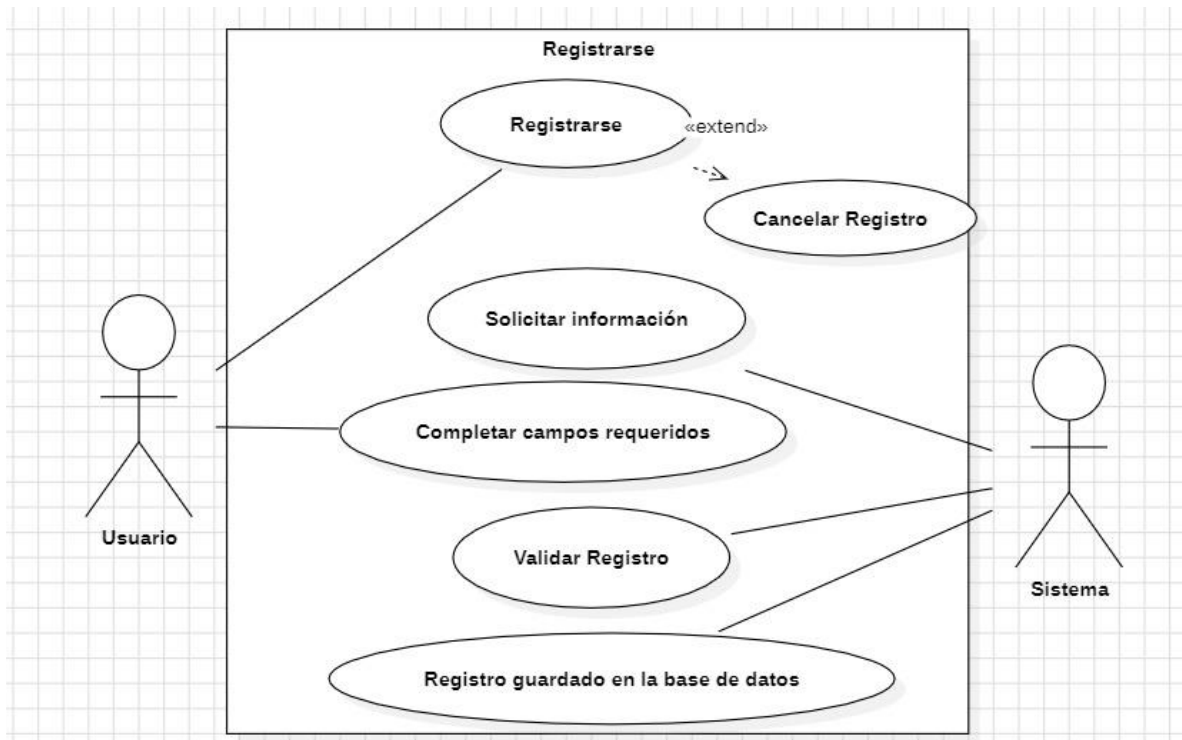 Registrarse
Registrarse
«extend»
Cancelar Registro
Solicitar información
Completar campos requeridos
Usuario
Validar Registro
Sistema
Registro guardado en la base de datos